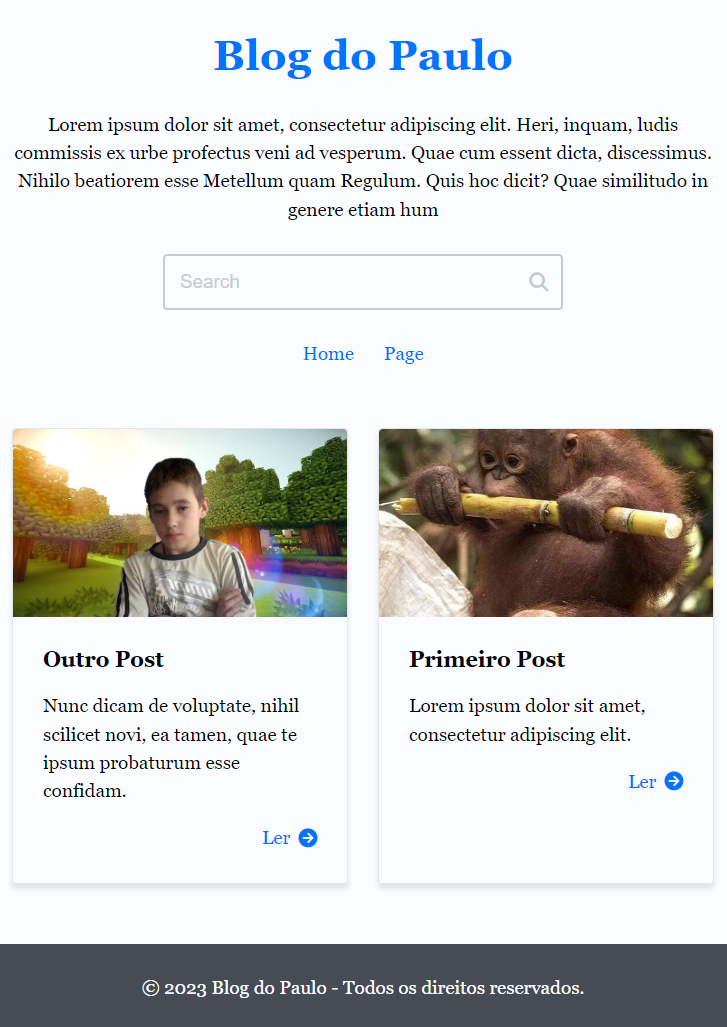 Blog do Paulo
Lorem ipsum dolor sit amet, consectetur adipiscing elit. Heri, inquam, ludis
commissis ex urbe profectus veni ad vesperum. Quae cum essent dicta, discessimus.
Nihilo beatiorem esse Metellum quam Regulum. Quis hoc dicit? Quae similitudo in
genere etiam hum
Search
Home Page
Outro Post
Nunc dicam de voluptate, nihil
scilicet novi, ea tamen, quae te
ipsum probaturum esse
confidam.
Ler
Primeiro Post
Lorem ipsum dolor sit amet,
consectetur adipiscing elit.
Ler
© 2023 Blog do Paulo - Todos os direitos reservados.